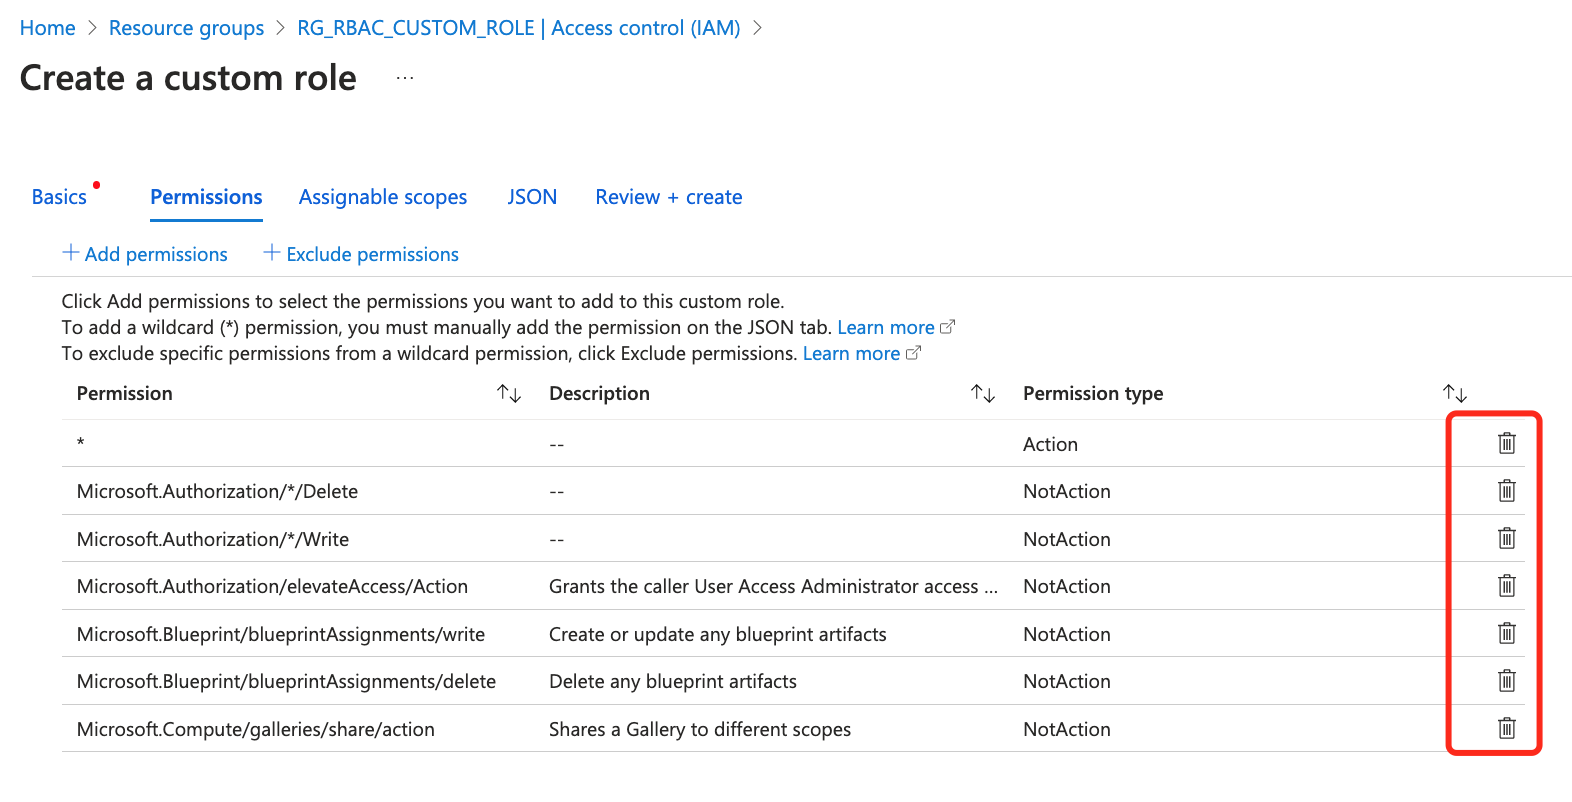 Home > Resource groups > RG_RBAC_CUSTOM_ROLE | Access control (IAM) >
Create a custom role ...
Basics Permissions Assignable scopes JSON Review + create
+ Add permissions + Exclude permissions
Click Add permissions to select the permissions you want to add to this custom role.
To add a wildcard (*) permission, you must manually add the permission on the JSON tab. Learn more
To exclude specific permissions from a wildcard permission, click Exclude permissions. Learn more
Permission ↑↓ Description ↑↓ Permission type ↑↓
* -- Action
Microsoft.Authorization/*/Delete -- NotAction
Microsoft.Authorization/*/Write -- NotAction
Microsoft.Authorization/elevateAccess/Action Grants the caller User Access Administrator access ... NotAction
Microsoft.Blueprint/blueprintAssignments/write Create or update any blueprint artifacts NotAction
Microsoft.Blueprint/blueprintAssignments/delete Delete any blueprint artifacts NotAction
Microsoft.Compute/galleries/share/action Shares a Gallery to different scopes NotAction